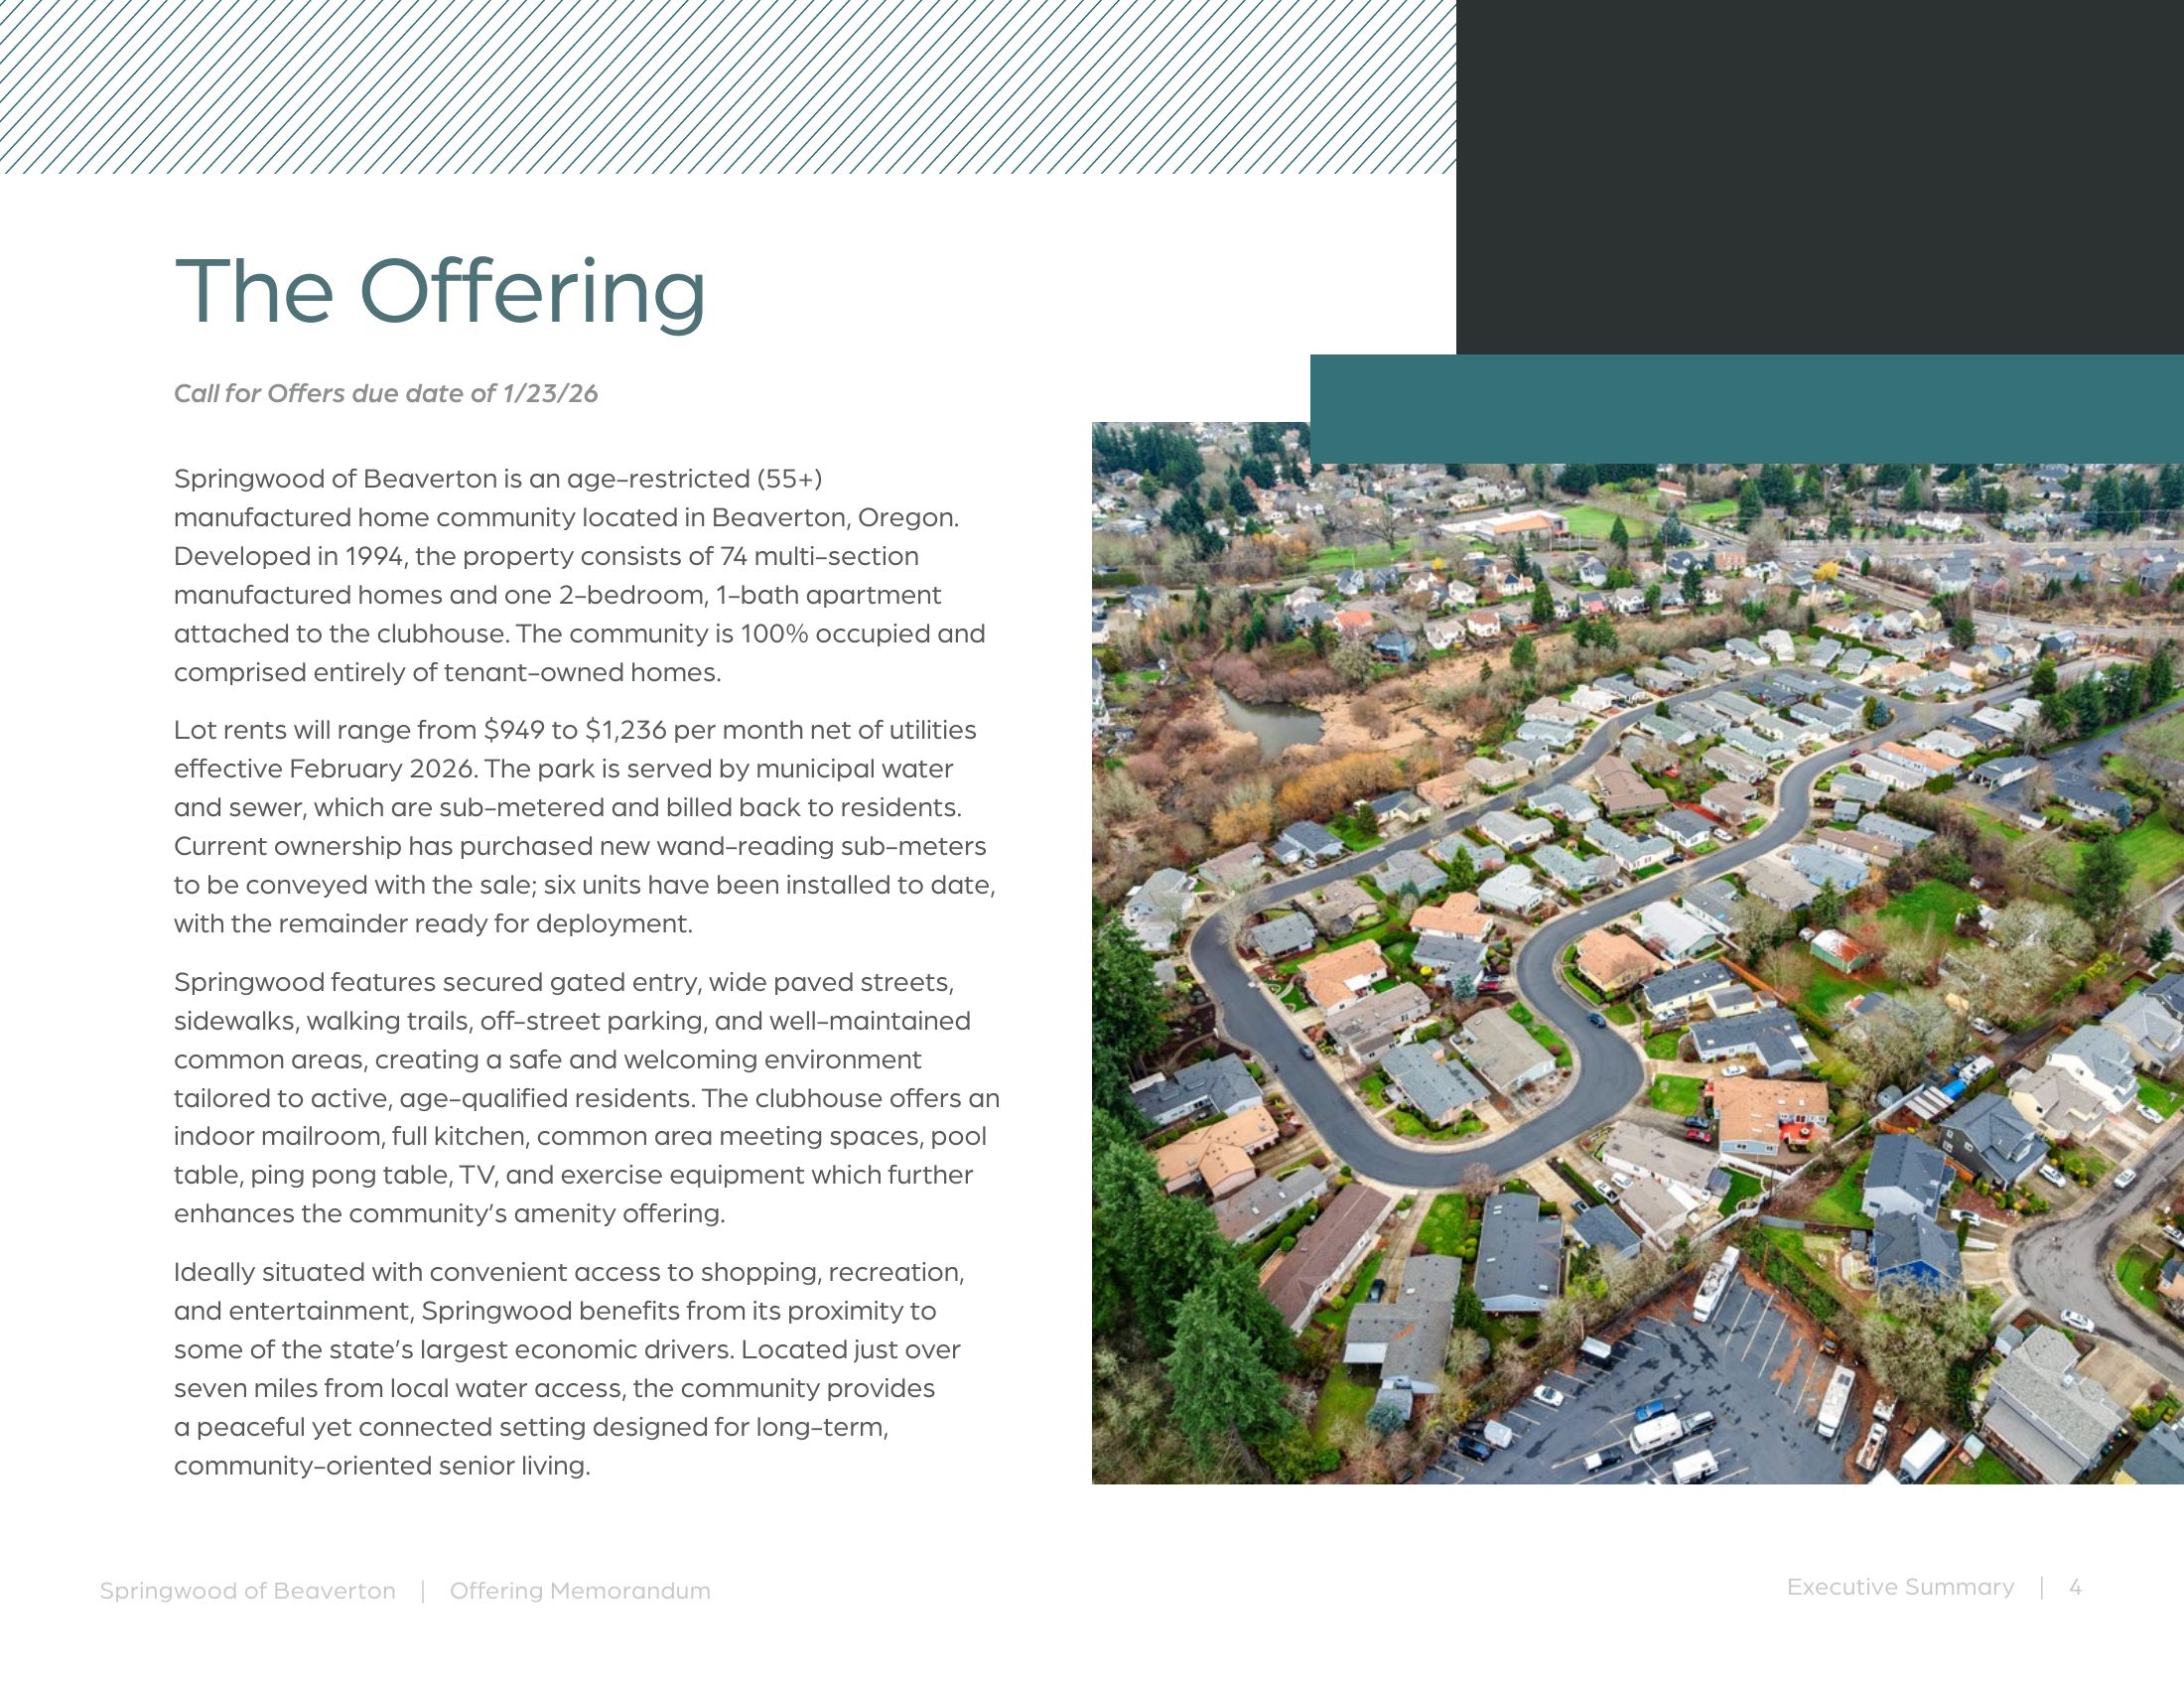 The Offering
Call for Offers due date of 1/23/26
Springwood of Beaverton is an age-restricted (55+)
manufactured home community located in Beaverton, Oregon.
Developed in 1994, the property consists of 74 multi-section
manufactured homes and one 2-bedroom, 1-bath apartment
attached to the clubhouse. The community is 100% occupied and
comprised entirely of tenant-owned homes.
Lot rents will range from $949 to $1,236 per month net of utilities
effective February 2026. The park is served by municipal water
and sewer, which are sub-metered and billed back to residents.
Current ownership has purchased new wand-reading sub-meters
to be conveyed with the sale; six units have been installed to date,
with the remainder ready for deployment.
Springwood features secured gated entry, wide paved streets,
sidewalks, walking trails, off-street parking, and well-maintained
common areas, creating a safe and welcoming environment
tailored to active, age-qualified residents. The clubhouse offers an
indoor mailroom, full kitchen, common area meeting spaces, pool
table, ping pong table, TV, and exercise equipment which further
enhances the community's amenity offering.
Ideally situated with convenient access to shopping, recreation,
and entertainment, Springwood benefits from its proximity to
some of the state's largest economic drivers. Located just over
seven miles from local water access, the community provides
a peaceful yet connected setting designed for long-term,
community-oriented senior living.
Springwood of Beaverton | Offering Memorandum
Executive Summary | 4